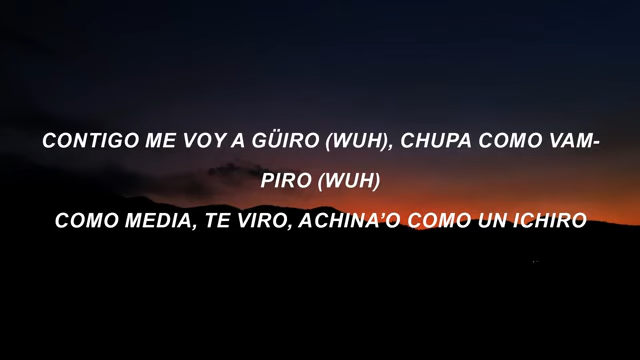 CONTIGO ME VOY A GÜIRO (WUH), CHUPA COMO VAM-
PIRO (WUH)
COMO MEDIA, TE VIRO, ACHINA’O COMO UN ICHIRO